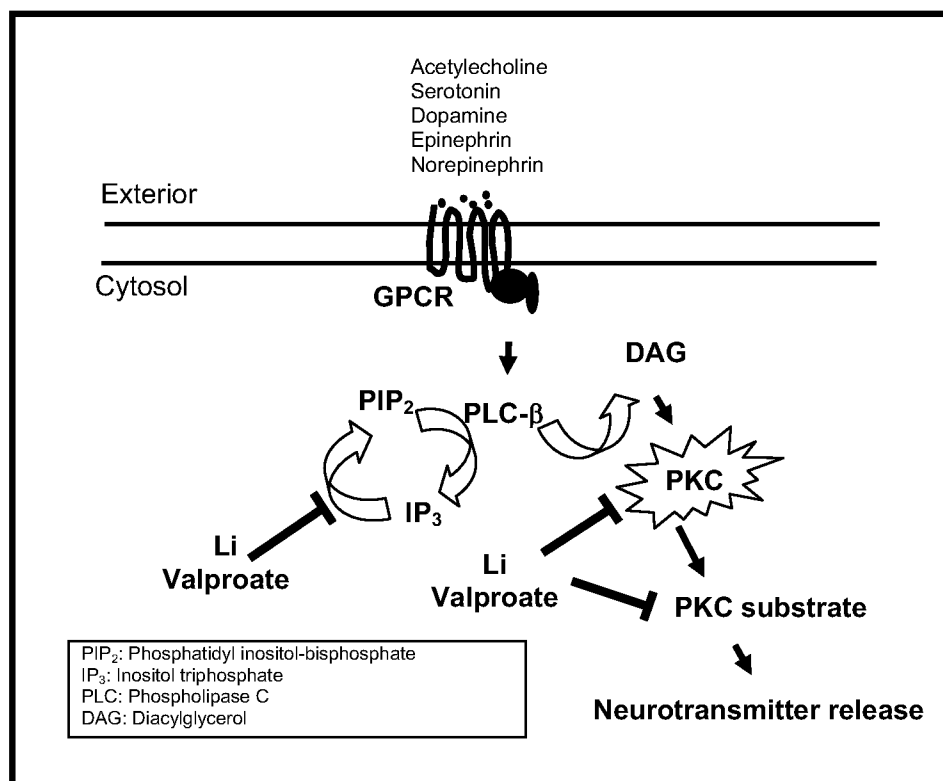 Acetylecholine
Serotonin
Dopamine
Epinephrin
Norepinephrin
Exterior
Cytosol
GPCR
DAG
PIP₂
PLC-β
PKC
IP₃
Li
Valproate
Li
Valproate
PKC substrate
Neurotransmitter release
PIP₂: Phosphatidyl inositol-bisphosphate
IP₃: Inositol triphosphate
PLC: Phospholipase C
DAG: Diacylglycerol